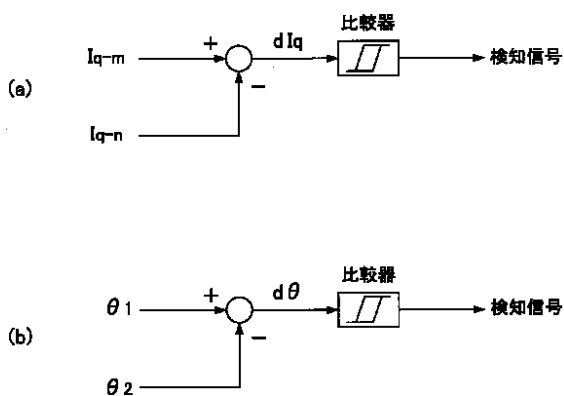 比較器
Iq-m + d Iq 検知信号
(a)
−
Iq-n
比較器
θ1 + dθ 検知信号
(b)
−
θ2